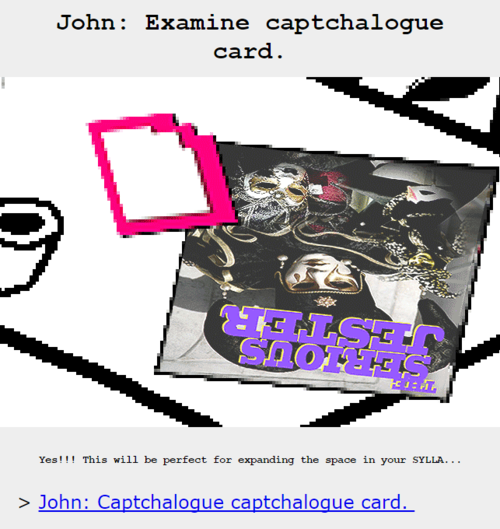 John: Examine captchalogue
card.
THE
SERIOUS
JESTER
Yes!!! This will be perfect for expanding the space in your SYLLA...
> John: Captchalogue captchalogue card.